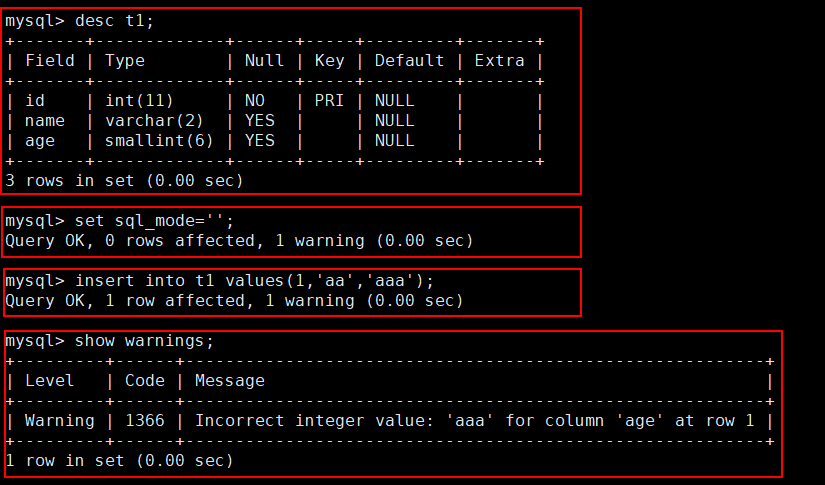 mysql> desc t1;
+-------+-------------+------+-----+---------+-------+
| Field | Type        | Null | Key | Default | Extra |
+-------+-------------+------+-----+---------+-------+
| id    | int(11)     | NO   | PRI | NULL    |       |
| name  | varchar(2)  | YES  |     | NULL    |       |
| age   | smallint(6) | YES  |     | NULL    |       |
+-------+-------------+------+-----+---------+-------+
3 rows in set (0.00 sec)
mysql> set sql_mode='';
Query OK, 0 rows affected, 1 warning (0.00 sec)
mysql> insert into t1 values(1,'aa','aaa');
Query OK, 1 row affected, 1 warning (0.00 sec)
mysql> show warnings;
+---------+------+----------------------------------------------------------+
| Level   | Code | Message                                                  |
+---------+------+----------------------------------------------------------+
| Warning | 1366 | Incorrect integer value: 'aaa' for column 'age' at row 1 |
+---------+------+----------------------------------------------------------+
1 row in set (0.00 sec)